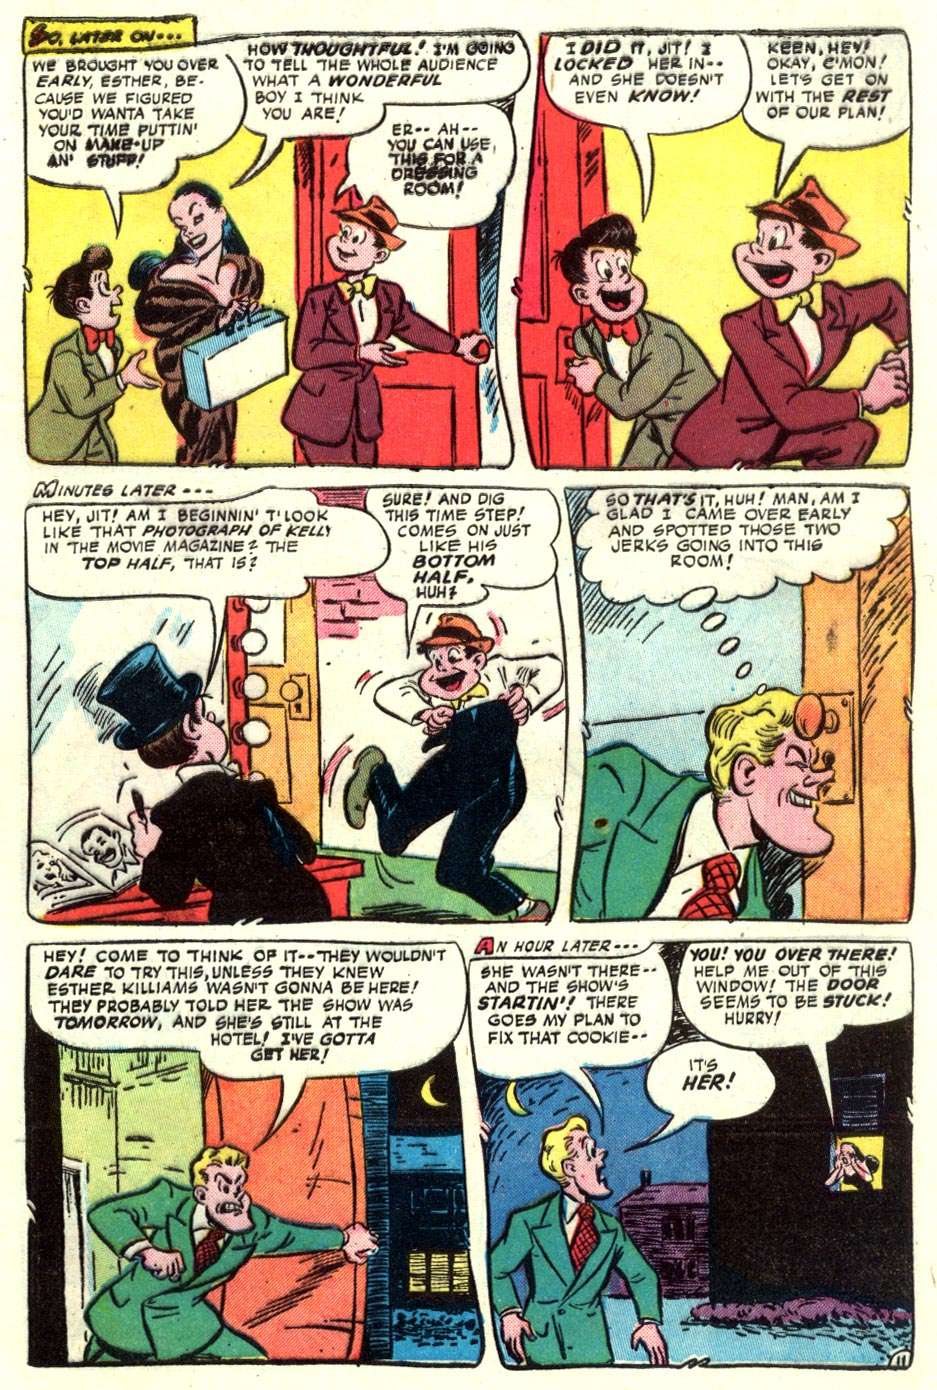 SO, LATER ON---
WE BROUGHT YOU OVER
EARLY, ESTHER, BE-
CAUSE WE FIGURED
YOU'D WANTA TAKE
YOUR TIME PUTTIN'
ON MAKE-UP
AN' STUFF!
HOW THOUGHTFUL! I'M GOING
TO TELL THE WHOLE AUDIENCE
WHAT A WONDERFUL
BOY I THINK
YOU ARE!
ER-- AH--
YOU CAN USE
THIS FOR A
DRESSING
ROOM!
I DID IT, JIT! I
LOCKED HER IN--
AND SHE DOESN'T
EVEN KNOW!
KEEN, HEY!
OKAY, C'MON!
LET'S GET ON
WITH THE REST
OF OUR PLAN!
MINUTES LATER ---
HEY, JIT! AM I BEGINNIN' T' LOOK
LIKE THAT PHOTOGRAPH OF KELLY
IN THE MOVIE MAGAZINE? THE
TOP HALF, THAT IS?
SURE! AND DIG
THIS TIME STEP!
COMES ON JUST
LIKE HIS
BOTTOM
HALF,
HUH?
SO THAT'S IT, HUH! MAN, AM I
GLAD I CAME OVER EARLY
AND SPOTTED THOSE TWO
JERKS GOING INTO THIS
ROOM!
HEY! COME TO THINK OF IT--THEY WOULDN'T
DARE TO TRY THIS, UNLESS THEY KNEW
ESTHER KILLIAMS WASN'T GONNA BE HERE!
THEY PROBABLY TOLD HER THE SHOW WAS
TOMORROW, AND SHE'S STILL AT THE
HOTEL! I'VE GOTTA
GET HER!
AN HOUR LATER---
SHE WASN'T THERE--
AND THE SHOW'S
STARTIN'! THERE
GOES MY PLAN TO
FIX THAT COOKIE--
IT'S
HER!
YOU! YOU OVER THERE!
HELP ME OUT OF THIS
WINDOW! THE DOOR
SEEMS TO BE STUCK!
HURRY!
11